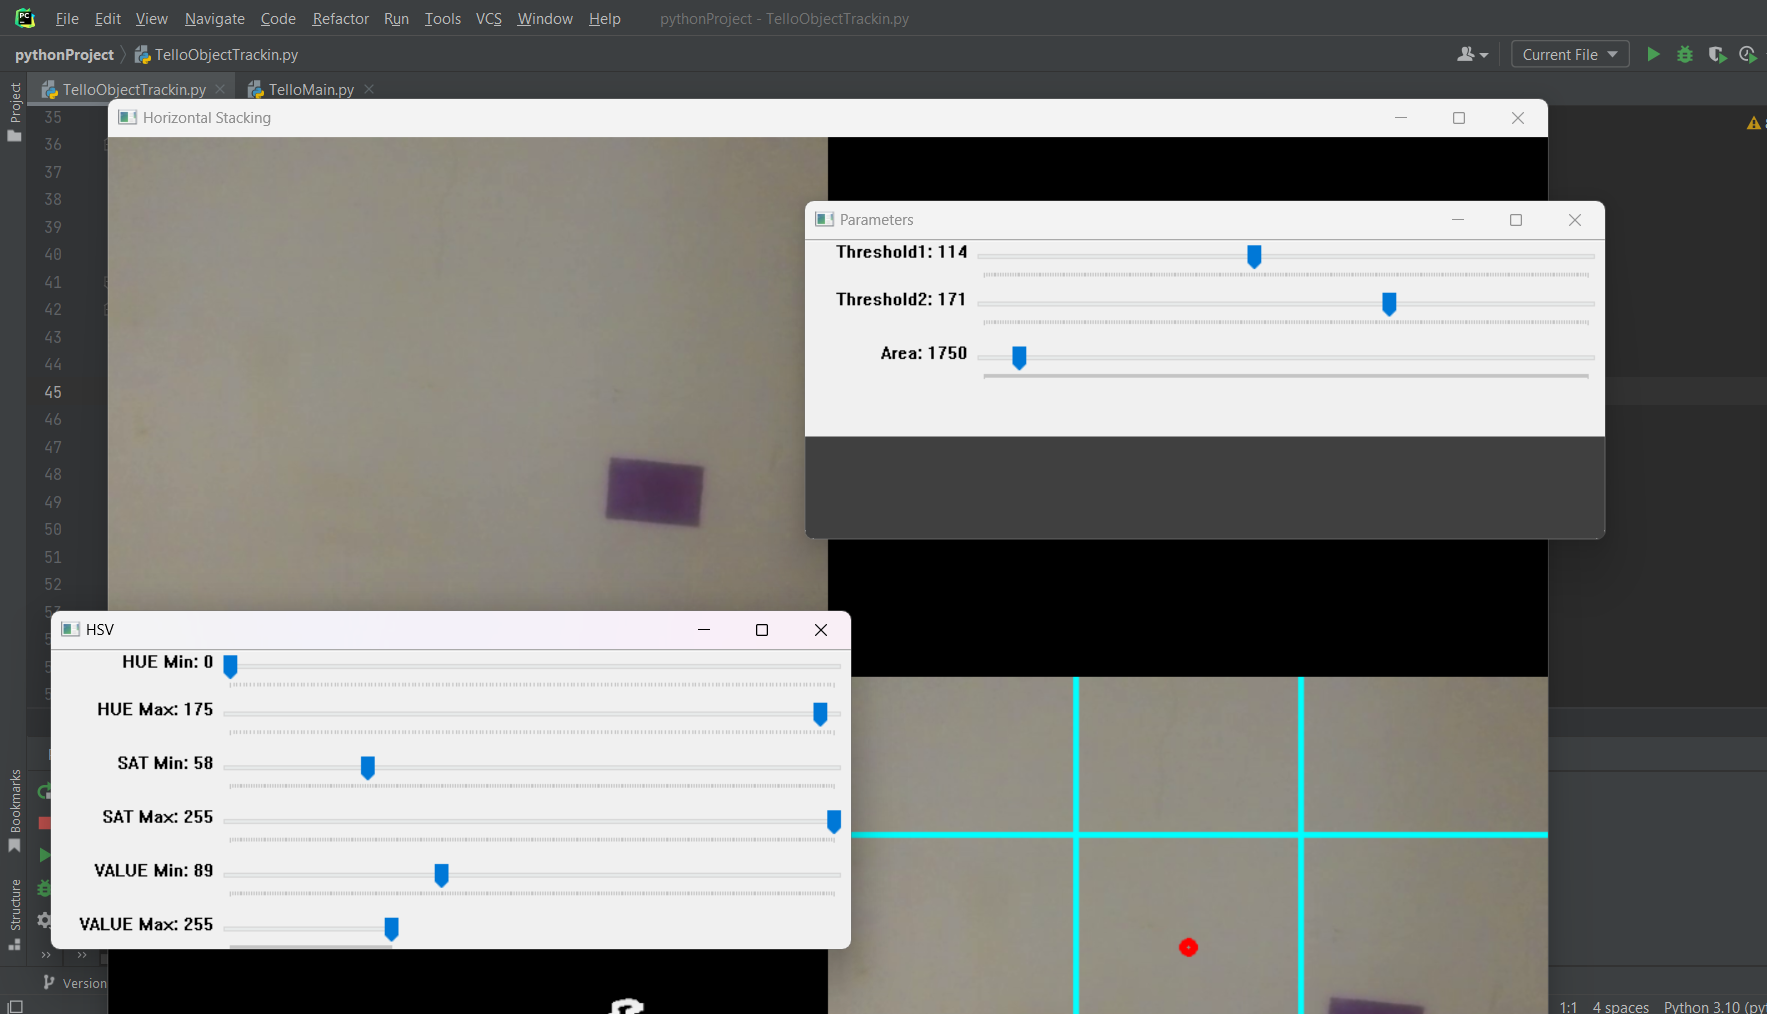 File Edit View Navigate Code Refactor Run Tools VCS Window Help pythonProject - TelloObjectTrackin.py
pythonProject TelloObjectTrackin.py Current File
TelloObjectTrackin.py TelloMain.py
Project
Horizontal Stacking
35
36
37
38
39
40
41
42
43
44
45
46
47
48
49
50
51
52
Parameters
Threshold1: 114
Threshold2: 171
Area: 1750
HSV
HUE Min: 0
HUE Max: 175
SAT Min: 58
SAT Max: 255
VALUE Min: 89
VALUE Max: 255
Bookmarks
Structure
Version
1:1 4 spaces Python 3.10